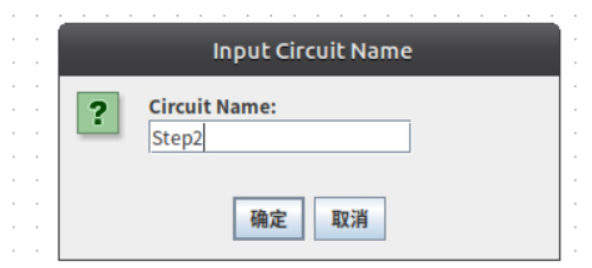 Input Circuit Name
?
Circuit Name:
Step2
确定 取消